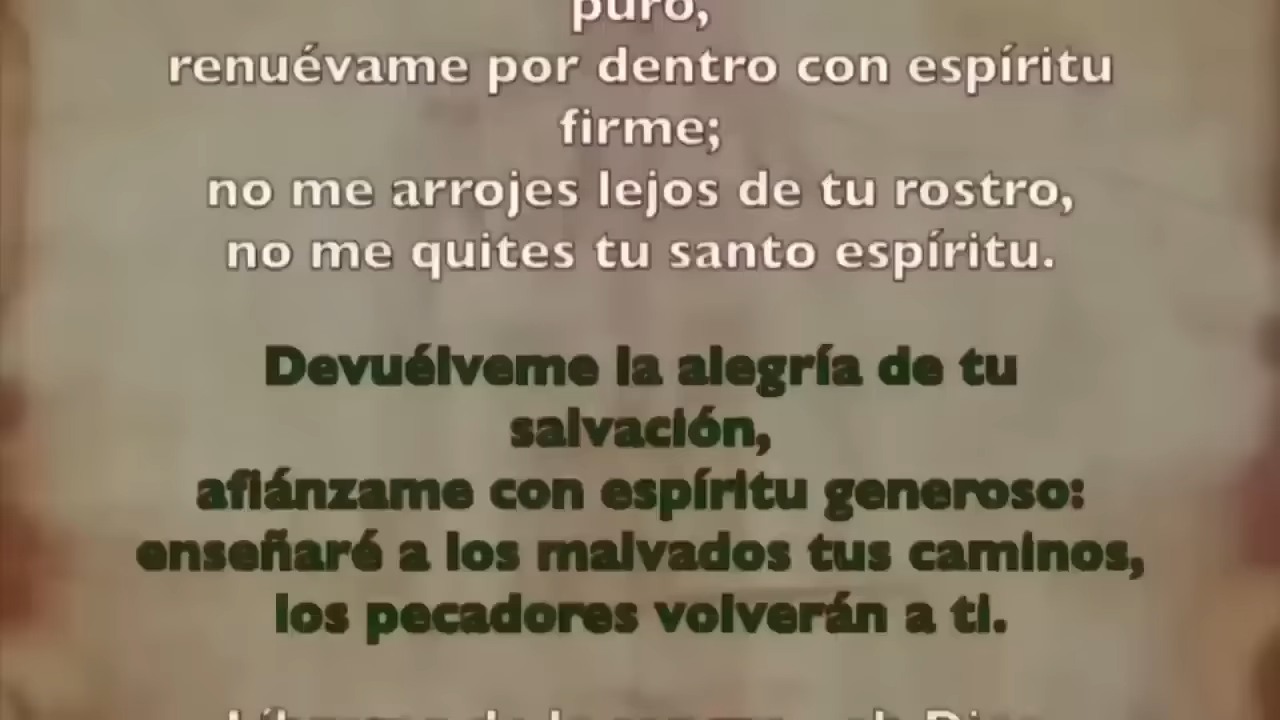 puro,
renuévame por dentro con espíritu
firme;
no me arrojes lejos de tu rostro,
no me quites tu santo espíritu.
Devuélveme la alegría de tu
salvación,
afiánzame con espíritu generoso:
enseñaré a los malvados tus caminos,
los pecadores volverán a ti.